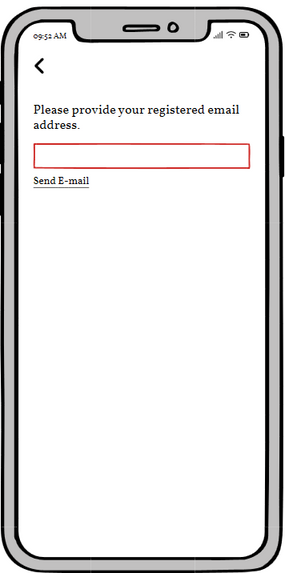 09:52 AM
Please provide your registered email
address.
Send E-mail